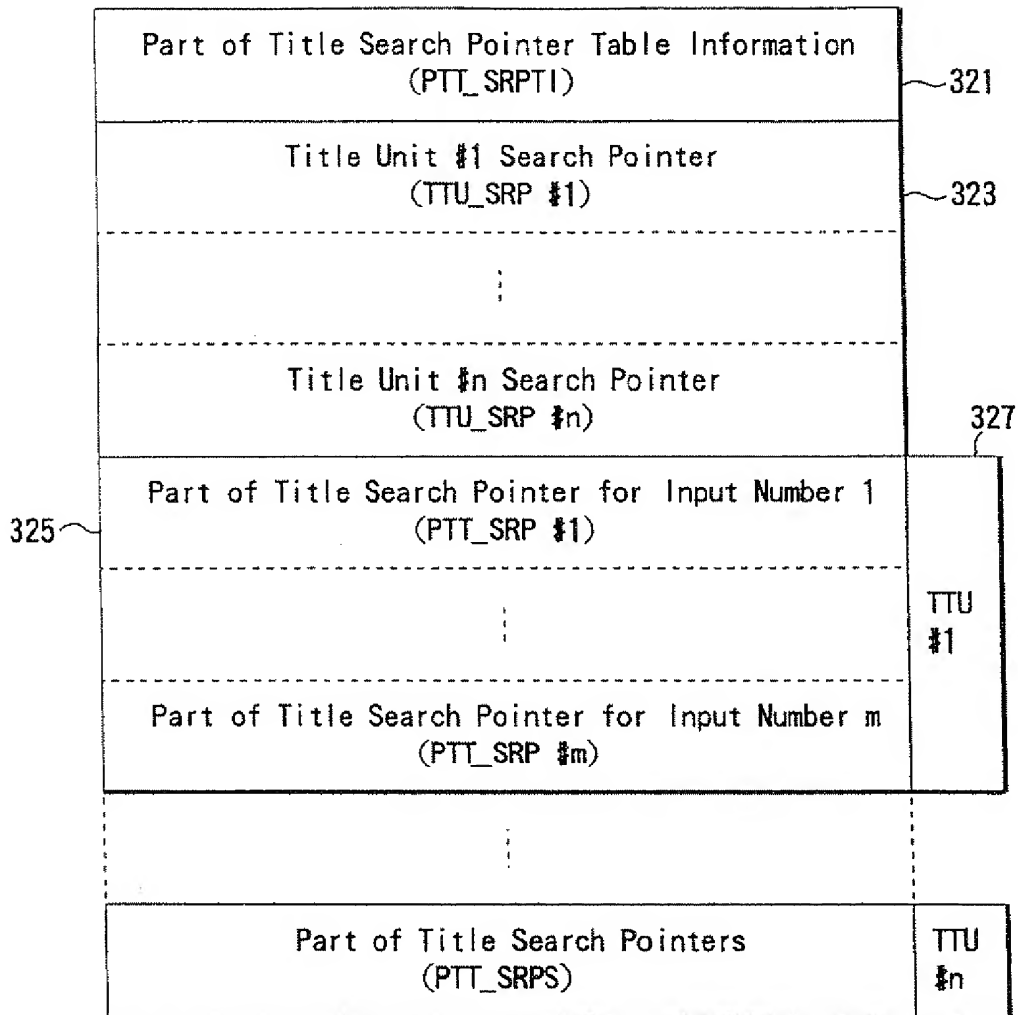 Part of Title Search Pointer Table Information
(PTT_SRPTI)
321
Title Unit #1 Search Pointer
(TTU_SRP #1)
323
Title Unit #n Search Pointer
(TTU_SRP #n)
327
Part of Title Search Pointer for Input Number 1
(PTT_SRP #1)
325
TTU
#1
Part of Title Search Pointer for Input Number m
(PTT_SRP #m)
Part of Title Search Pointers
(PTT_SRPS)
TTU
#n